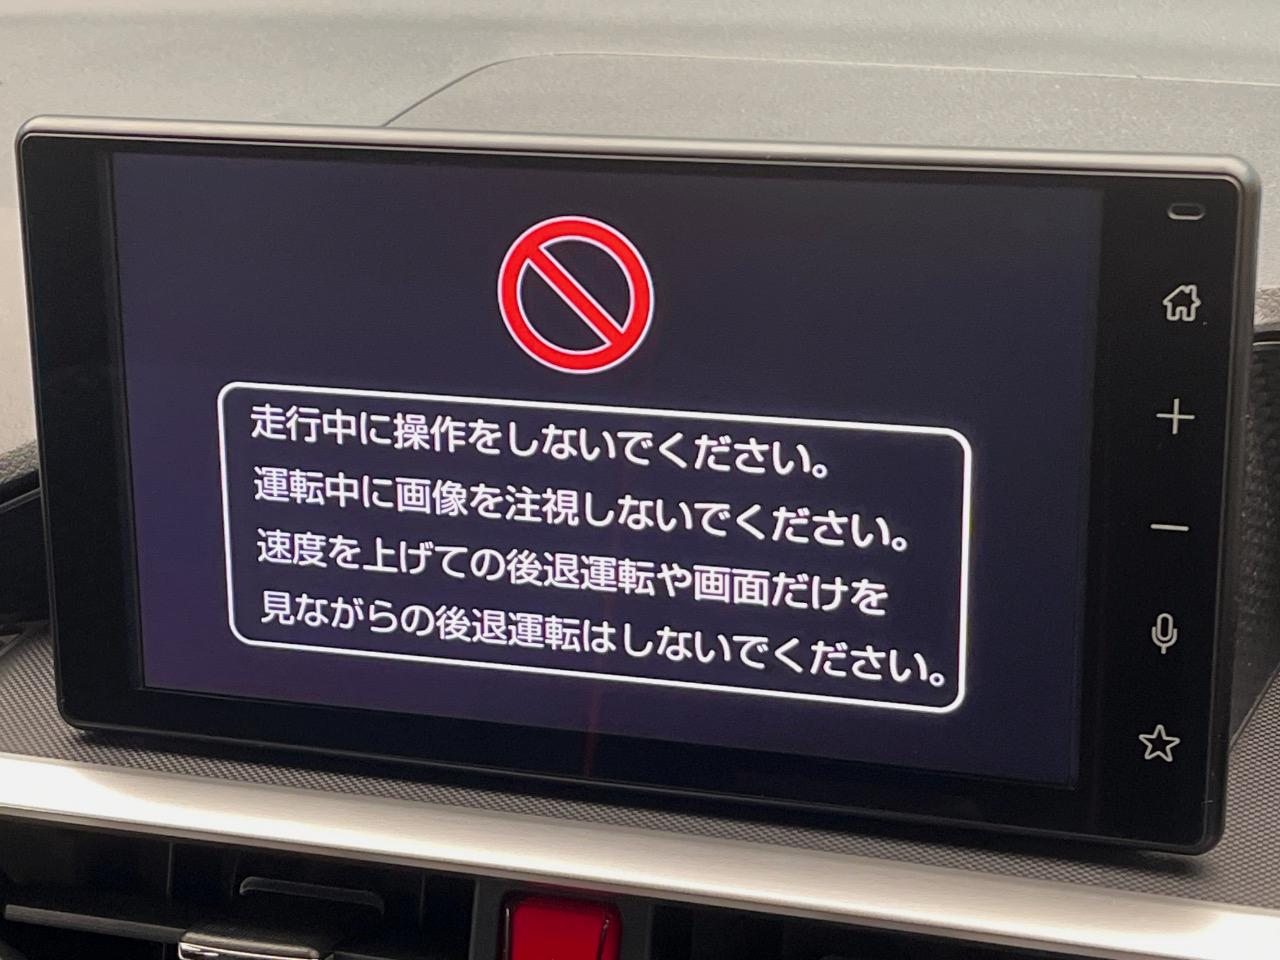 走行中に操作をしないでください。
運転中に画像を注視しないでください。
速度を上げての後退運転や画面だけを
見ながらの後退運転はしないでください。